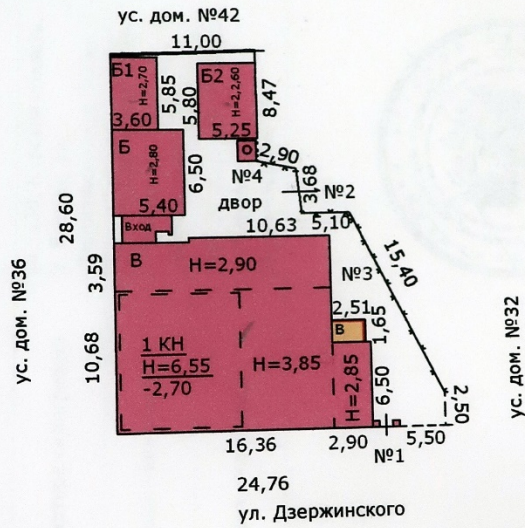 ус. дом. №42
11,00
Б1
Н=2,70
5,85
3,60
Б2
Н=2,2,60
5,80
8,47
5,25
О
2,90
№4
Б
Н=2,80
6,50
5,40
3,68
№2
двор
5,10
Вход
10,63
28,60
3,59
В
Н=2,90
№3
15,40
ус. дом. №36
2,51
в
1,65
ус. дом. №32
10,68
1 КН
Н=6,55
-2,70
Н=3,85
Н=2,85
6,50
2,50
16,36
2,90
№1
5,50
24,76
ул. Дзержинского